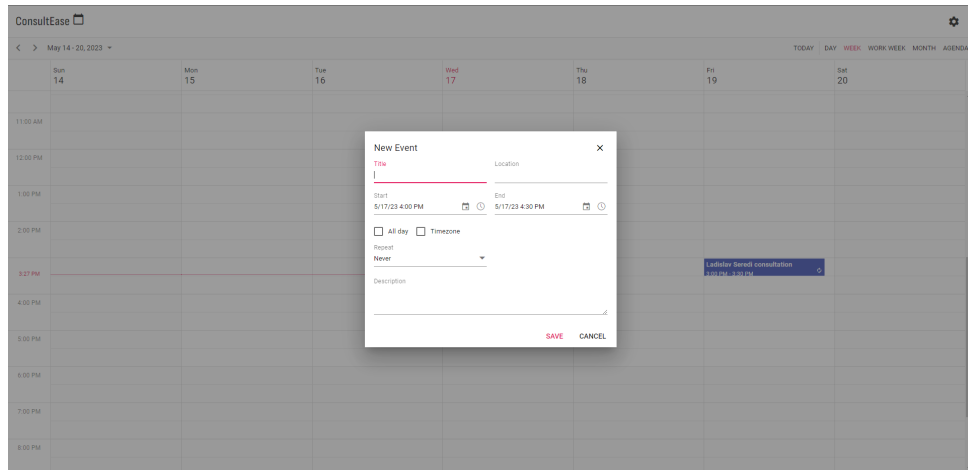 ConsultEase
May 14 - 20, 2023
TODAY DAY WEEK WORK WEEK MONTH AGENDA
Sun Mon Tue Wed Thu Fri Sat
14 15 16 17 18 19 20
11:00 AM
12:00 PM
1:00 PM
2:00 PM
3:27 PM
4:00 PM
5:00 PM
6:00 PM
7:00 PM
8:00 PM
Ladislav Seredi consultation
3:00 PM - 3:30 PM
New Event
Title Location
Start End
5/17/23 4:00 PM 5/17/23 4:30 PM
All day Timezone
Repeat
Never
Description
SAVE CANCEL